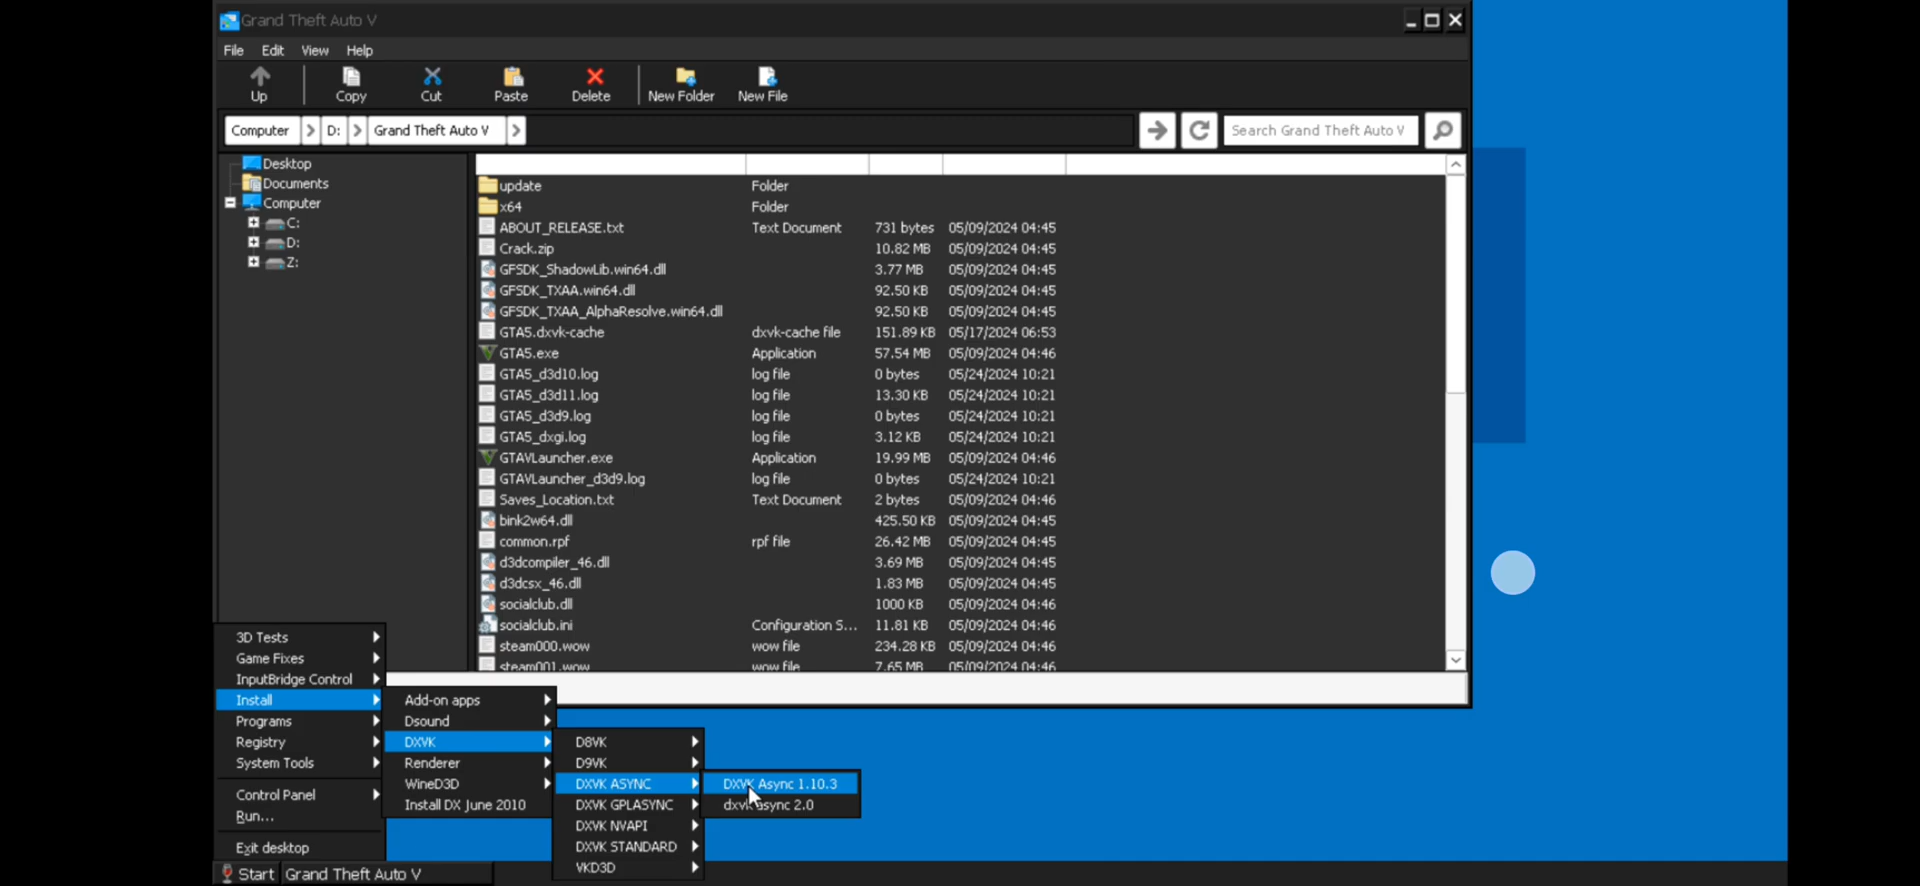 Grand Theft Auto V
File Edit View Help
Up Copy Cut Paste Delete New Folder New File
Computer D: Grand Theft Auto V Search Grand Theft Auto V
Desktop
Documents
Computer
C:
D:
Z:
update Folder
x64 Folder
ABOUT_RELEASE.txt Text Document 731 bytes 05/09/2024 04:45
Crack.zip 10.82 MB 05/09/2024 04:45
GFSDK_ShadowLib.win64.dll 3.77 MB 05/09/2024 04:45
GFSDK_TXAA.win64.dll 92.50 KB 05/09/2024 04:45
GFSDK_TXAA_AlphaResolve.win64.dll 92.50 KB 05/09/2024 04:45
GTA5.dxvk-cache dxvk-cache file 151.89 KB 05/17/2024 06:53
GTA5.exe Application 57.54 MB 05/09/2024 04:46
GTA5_d3d10.log log file 0 bytes 05/24/2024 10:21
GTA5_d3d11.log log file 13.30 KB 05/24/2024 10:21
GTA5_d3d9.log log file 0 bytes 05/24/2024 10:21
GTA5_dxgi.log log file 3.12 KB 05/24/2024 10:21
GTAVLauncher.exe Application 19.99 MB 05/09/2024 04:46
GTAVLauncher_d3d9.log log file 0 bytes 05/24/2024 10:21
Saves_Location.txt Text Document 2 bytes 05/09/2024 04:46
bink2w64.dll 425.50 KB 05/09/2024 04:45
common.rpf rpf file 26.42 MB 05/09/2024 04:45
d3dcompiler_46.dll 3.69 MB 05/09/2024 04:45
d3dcsx_46.dll 1.83 MB 05/09/2024 04:45
socialclub.dll 1000 KB 05/09/2024 04:46
socialclub.ini Configuration S... 11.81 KB 05/09/2024 04:46
steam000.wow wow file 234.28 KB 05/09/2024 04:46
steam001.wow wow file 7.65 MB 05/09/2024 04:46
3D Tests
Game Fixes
InputBridge Control
Install
Programs
Registry
System Tools
Control Panel
Run...
Exit desktop
Add-on apps
Dsound
DXVK
Renderer
WineD3D
Install DX June 2010
D8VK
D9VK
DXVK ASYNC
DXVK GPLASYNC
DXVK NVAPI
DXVK STANDARD
VKD3D
DXVK Async 1.10.3
dxvk async 2.0
Start Grand Theft Auto V